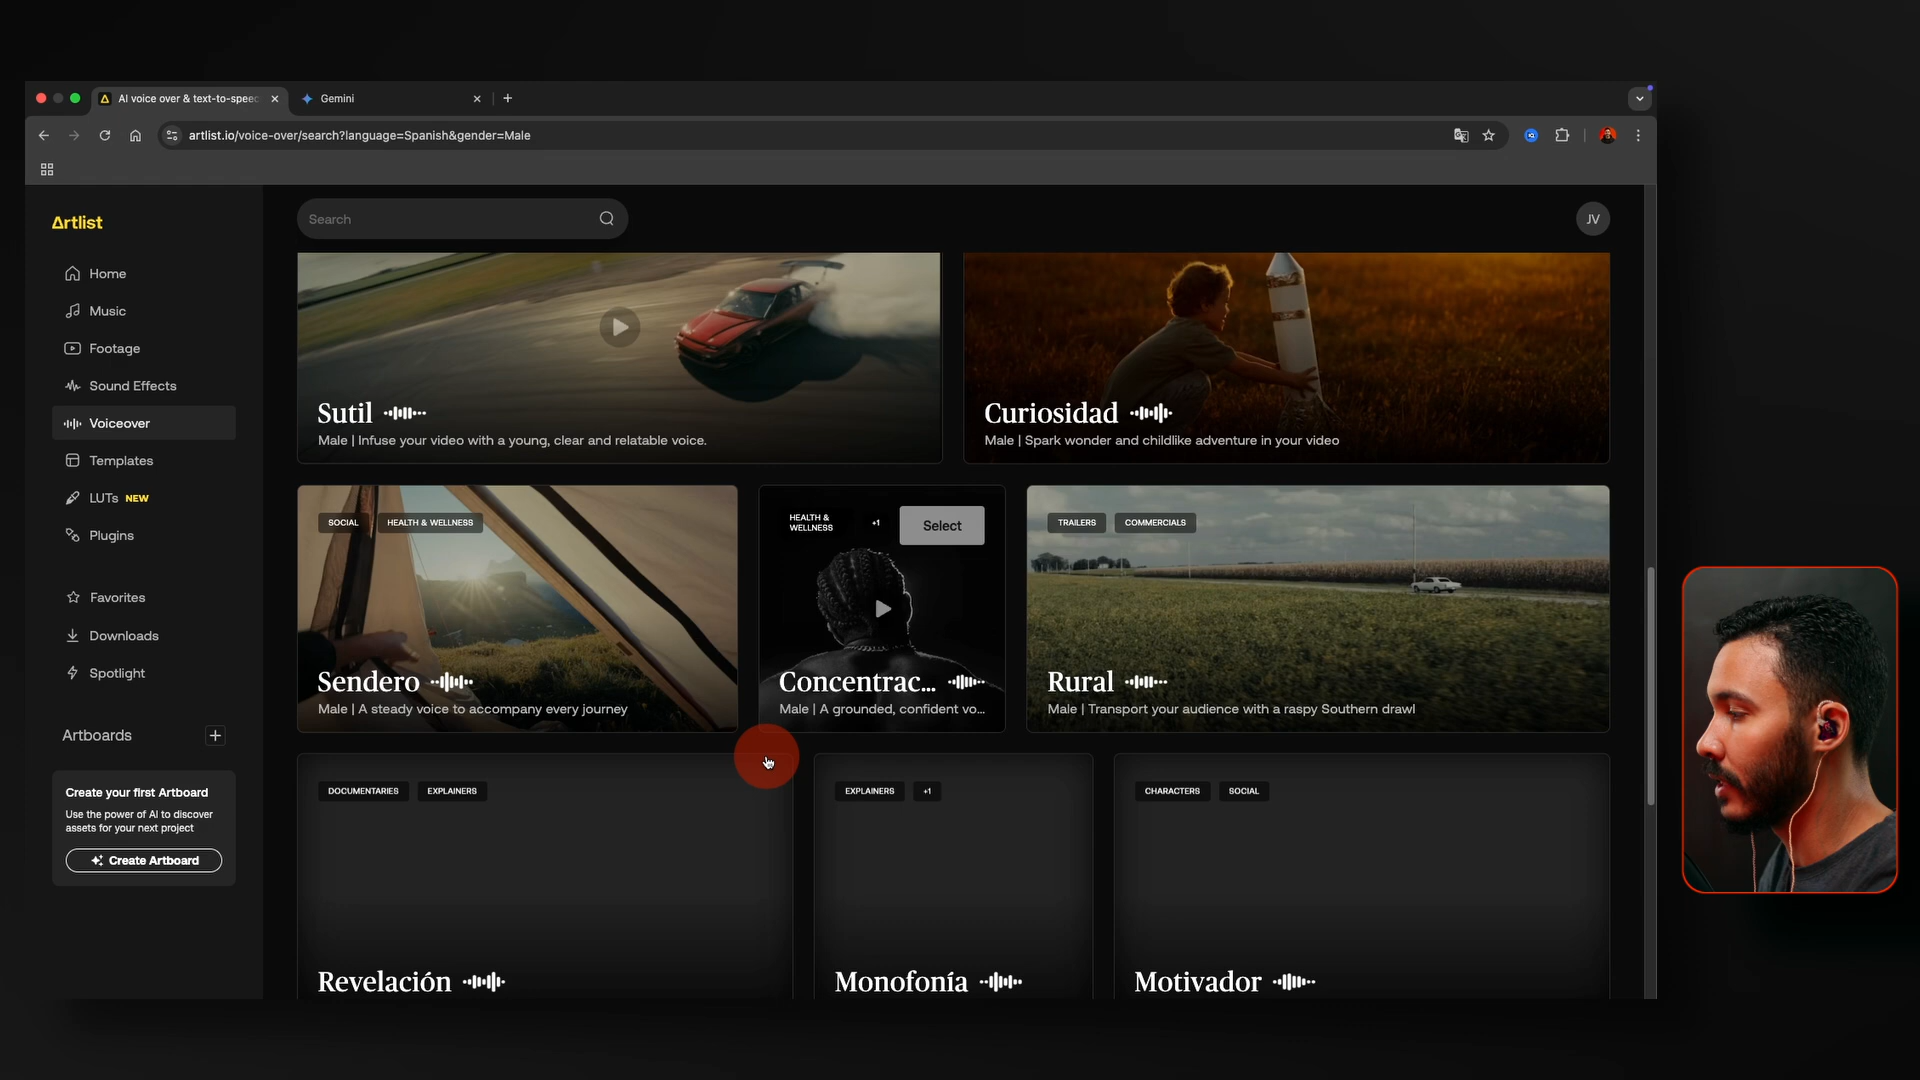 AI voice over & text-to-speec
Gemini
artlist.io/voice-over/search?language=Spanish&gender=Male
Artlist
Search
JV
Home
Music
Footage
Sound Effects
Voiceover
Templates
LUTs NEW
Plugins
Favorites
Downloads
Spotlight
Artboards
Create your first Artboard
Use the power of AI to discover
assets for your next project
Create Artboard
Sutil
Male | Infuse your video with a young, clear and relatable voice.
Curiosidad
Male | Spark wonder and childlike adventure in your video
SOCIAL
HEALTH & WELLNESS
Sendero
Male | A steady voice to accompany every journey
HEALTH &
WELLNESS
+1
Select
Concentrac...
Male | A grounded, confident vo...
TRAILERS
COMMERCIALS
Rural
Male | Transport your audience with a raspy Southern drawl
DOCUMENTARIES
EXPLAINERS
Revelación
EXPLAINERS
+1
Monofonía
CHARACTERS
SOCIAL
Motivador